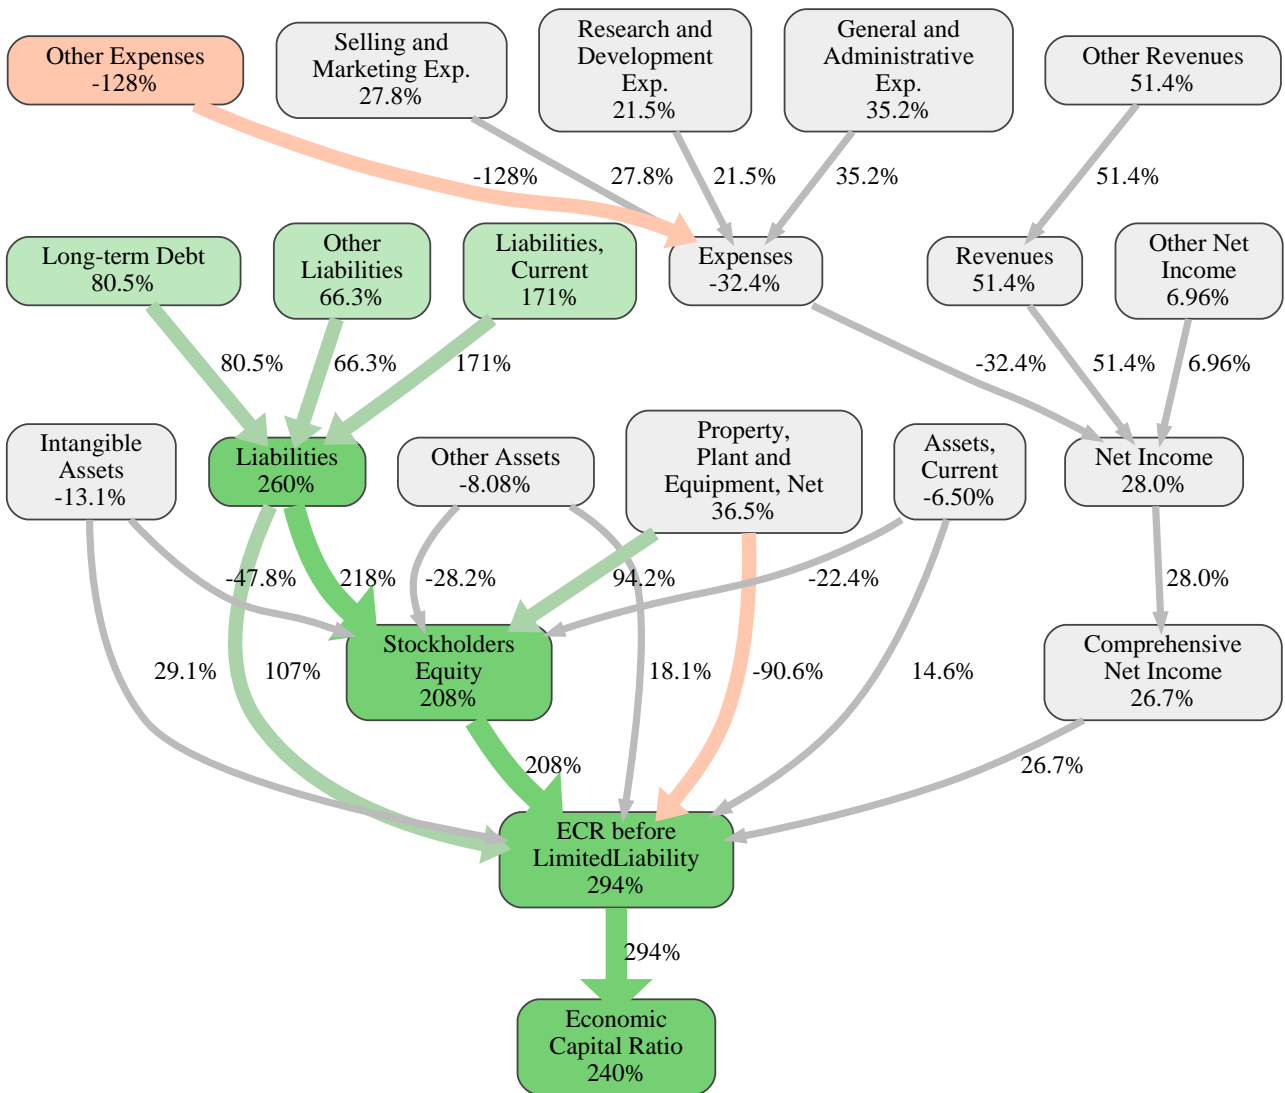 Other Expenses
-128%
Selling and
Marketing Exp.
27.8%
Research and
Development
Exp.
21.5%
General and
Administrative
Exp.
35.2%
Other Revenues
51.4%
-128%
27.8%
21.5%
35.2%
51.4%
Long-term Debt
80.5%
Other
Liabilities
66.3%
Liabilities,
Current
171%
Expenses
-32.4%
Revenues
51.4%
Other Net
Income
6.96%
80.5%
66.3%
171%
-32.4%
51.4%
6.96%
Intangible
Assets
-13.1%
Liabilities
260%
Other Assets
-8.08%
Property,
Plant and
Equipment, Net
36.5%
Assets,
Current
-6.50%
Net Income
28.0%
-47.8%
218%
-28.2%
94.2%
-22.4%
28.0%
Stockholders
Equity
208%
Comprehensive
Net Income
26.7%
29.1%
107%
18.1%
-90.6%
14.6%
208%
26.7%
ECR before
LimitedLiability
294%
294%
Economic
Capital Ratio
240%